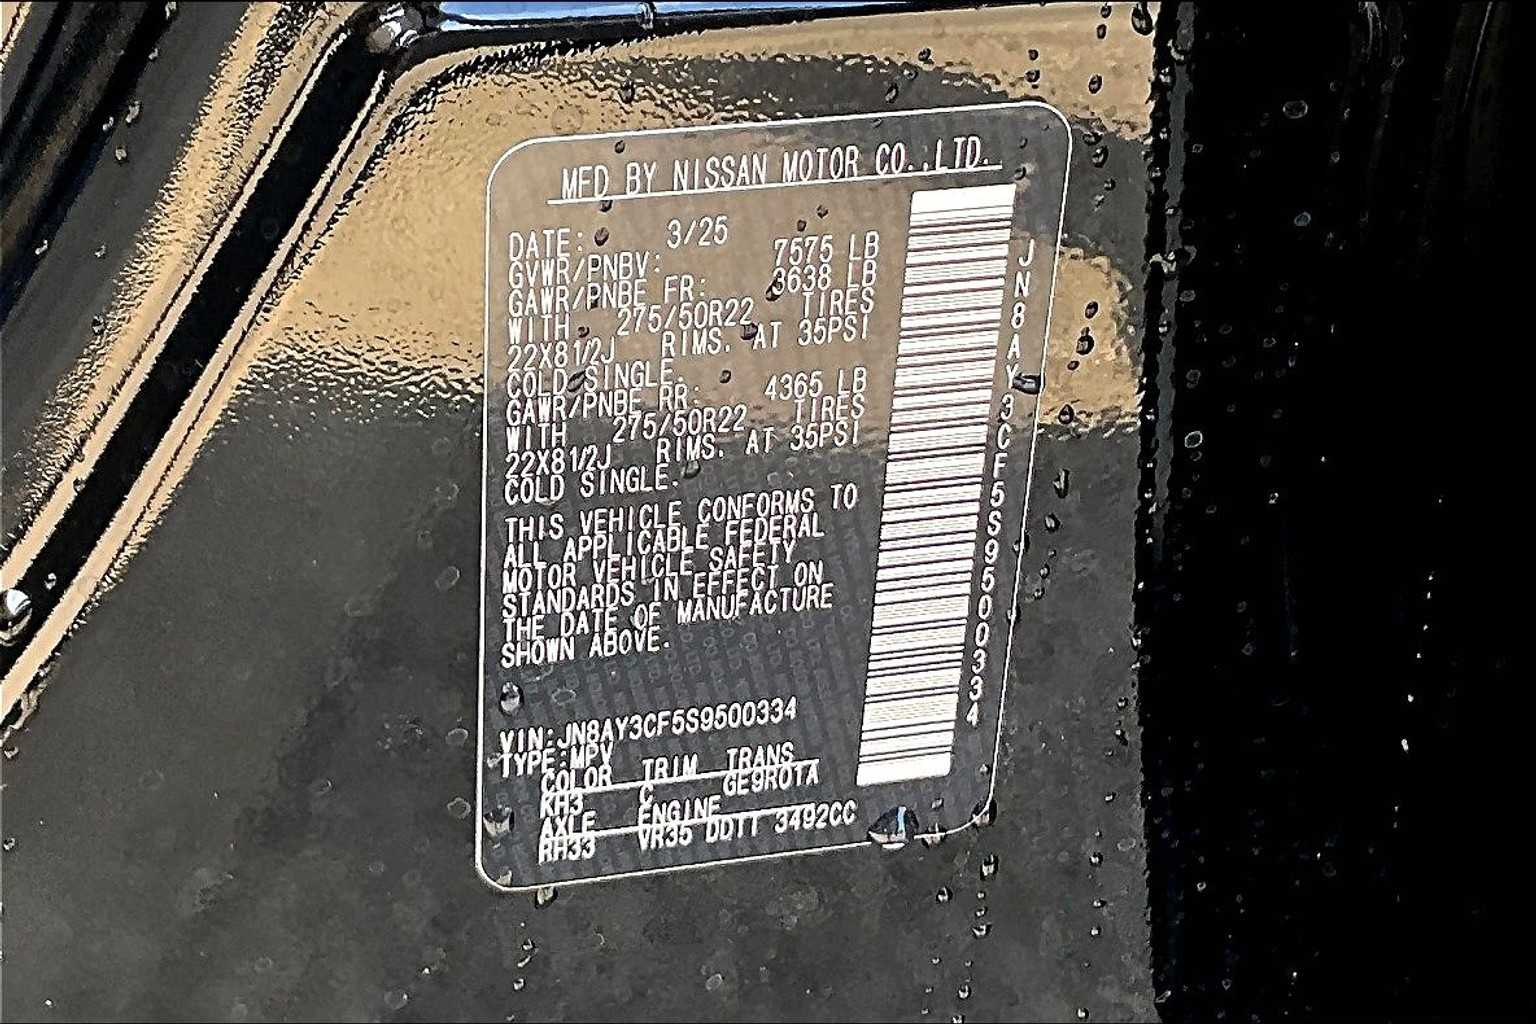 MFD BY NISSAN MOTOR CO.,LTD.
DATE: 3/25
GVWR/PNBV: 7575 LB
GAWR/PNBE FR: 3638 LB
WITH 275/50R22 TIRES
22X81/2J RIMS. AT 35PSI
COLD SINGLE.
GAWR/PNBE RR: 4365 LB
WITH 275/50R22 TIRES
22X81/2J RIMS. AT 35PSI
COLD SINGLE.
THIS VEHICLE CONFORMS TO
ALL APPLICABLE FEDERAL
MOTOR VEHICLE SAFETY
STANDARDS IN EFFECT ON
THE DATE OF MANUFACTURE
SHOWN ABOVE.
VIN:JN8AY3CF5S9500334
TYPE:MPV
COLOR TRIM TRANS
KH3 C GE9R01A
AXLE ENGINE
RH33 VR35 DDTT 3492CC
JN8AY3CF5S9500334